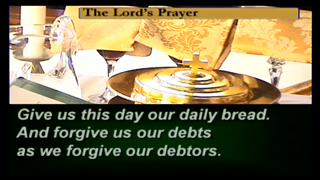 The Lord's Prayer
Give us this day our daily bread.
And forgive us our debts
as we forgive our debtors.